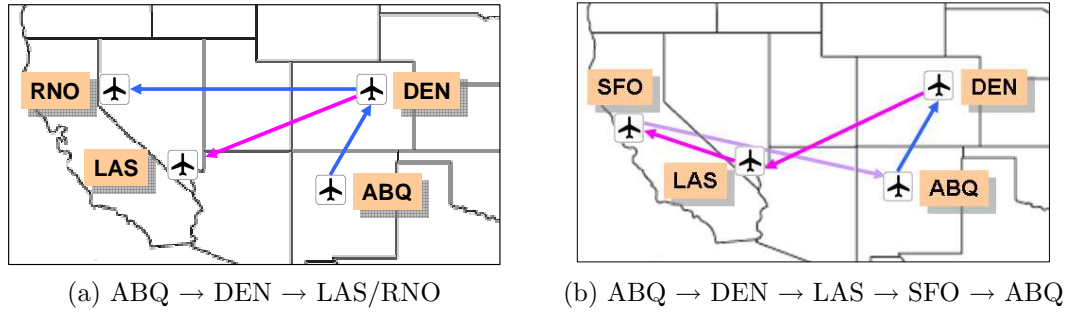 RNO
DEN
LAS
ABQ
(a) ABQ → DEN → LAS/RNO
SFO
DEN
LAS
ABQ
(b) ABQ → DEN → LAS → SFO → ABQ